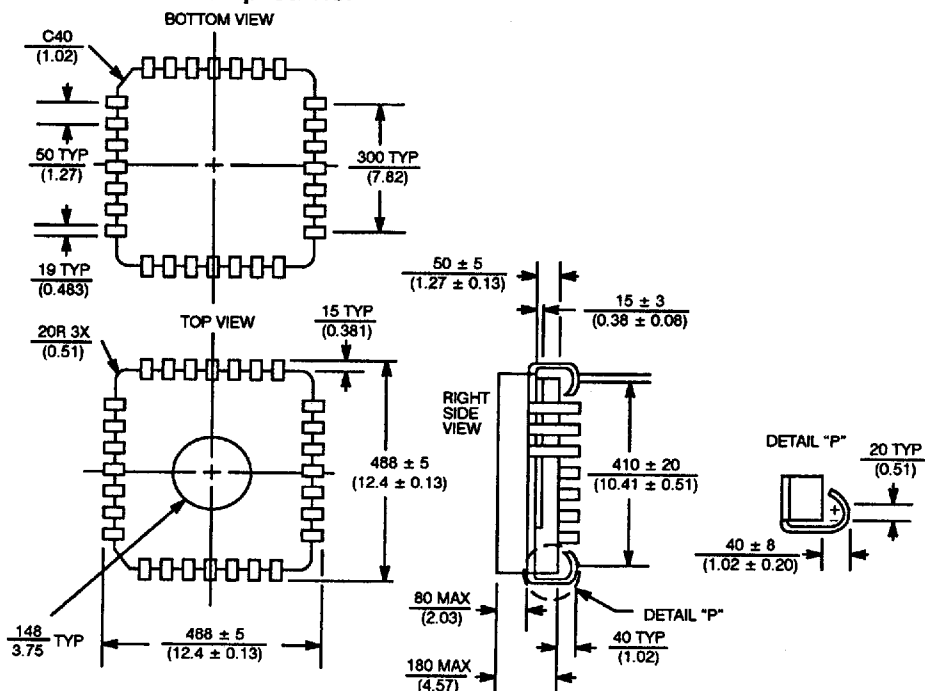 BOTTOM VIEW
C40
(1.02)
50 TYP
(1.27)
300 TYP
(7.82)
19 TYP
(0.483)
50 ± 5
(1.27 ± 0.13)
15 ± 3
(0.38 ± 0.08)
TOP VIEW
20R 3X
(0.51)
15 TYP
(0.381)
RIGHT
SIDE
VIEW
488 ± 5
(12.4 ± 0.13)
410 ± 20
(10.41 ± 0.51)
DETAIL "P"
20 TYP
(0.51)
40 ± 8
(1.02 ± 0.20)
80 MAX
(2.03)
DETAIL "P"
40 TYP
(1.02)
148
3.75
TYP
488 ± 5
(12.4 ± 0.13)
180 MAX
(4.57)